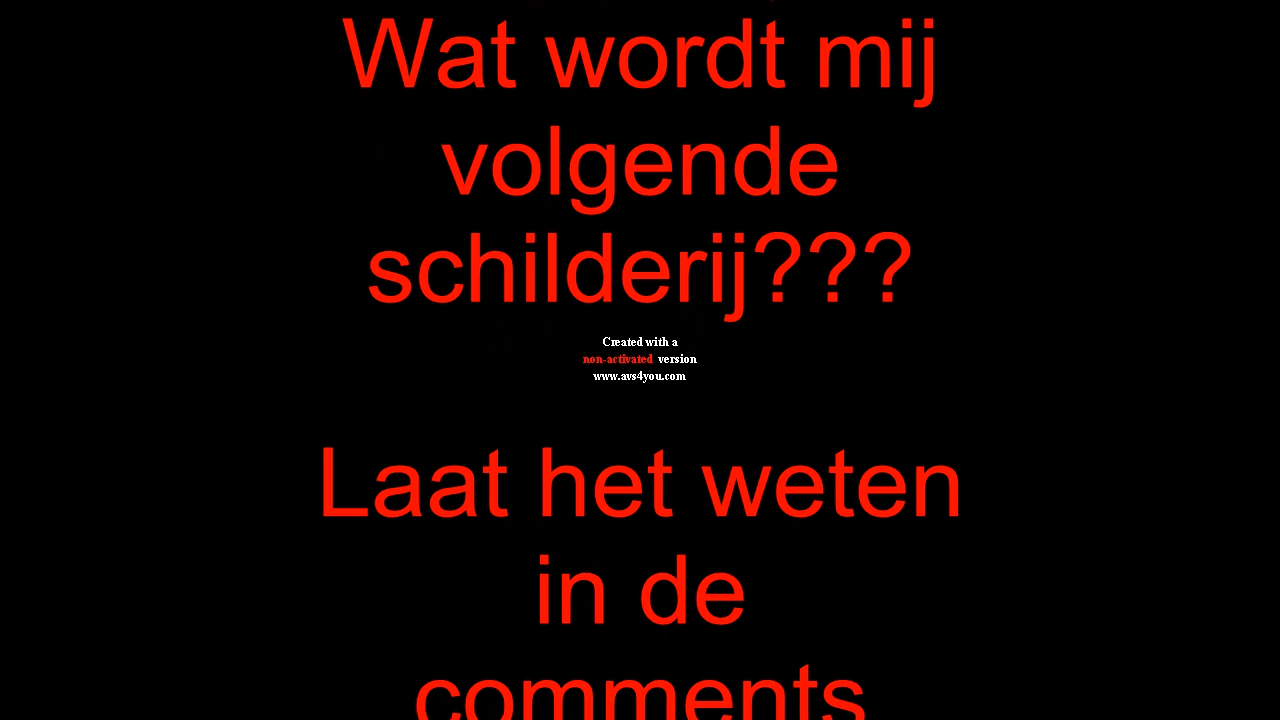 Wat wordt mij
volgende
schilderij???
Created with a
non-activated version
www.avs4you.com
Laat het weten
in de
comments